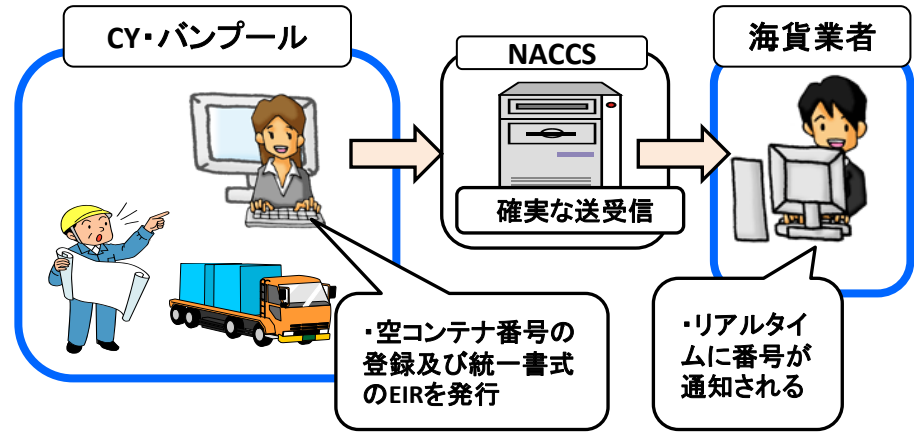 CY・バンプール
NACCS
海貨業者
確実な送受信
・空コンテナ番号の
登録及び統一書式
のEIRを発行
・リアルタイ
ムに番号が
通知される